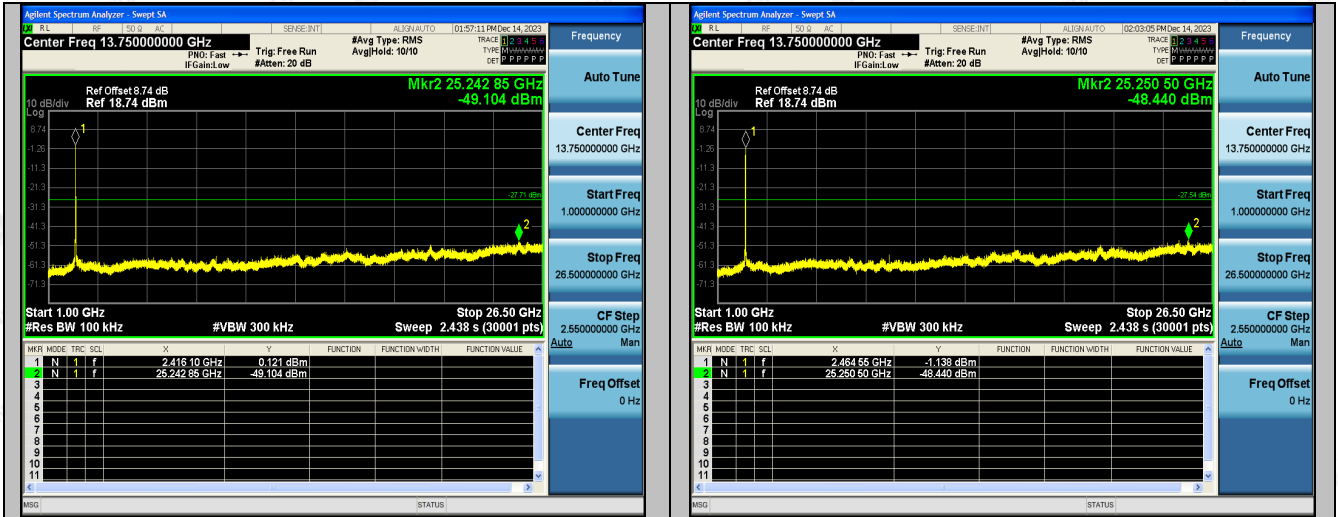 Agilent Spectrum Analyzer - Swept SA
RL RF 50 Ω AC SENSE:INT ALIGN AUTO 01:57:11 PM Dec 14, 2023
Center Freq 13.750000000 GHz
PNO: Fast
IFGain:Low
Trig: Free Run
#Atten: 20 dB
#Avg Type: RMS
Avg|Hold: 10/10
TRACE 1 2 3 4 5 6
TYPE M
DET P P P P P P
Mkr2 25.242 85 GHz
-49.104 dBm
Ref Offset 8.74 dB
10 dB/div Ref 18.74 dBm
Log
8.74
-1.26
-11.3
-21.3
-31.3
-41.3
-51.3
-61.3
-71.3
1
-27.71 dBm
2
Start 1.00 GHz Stop 26.50 GHz
#Res BW 100 kHz #VBW 300 kHz Sweep 2.438 s (30001 pts)
MKR MODE TRC SCL X Y FUNCTION FUNCTION WIDTH FUNCTION VALUE
1 N 1 f 2.416 10 GHz 0.121 dBm
2 N 1 f 25.242 85 GHz -49.104 dBm
3
4
5
6
7
8
9
10
11
MSG STATUS
Frequency
Auto Tune
Center Freq
13.750000000 GHz
Start Freq
1.000000000 GHz
Stop Freq
26.500000000 GHz
CF Step
2.550000000 GHz
Auto Man
Freq Offset
0 Hz
Agilent Spectrum Analyzer - Swept SA
RL RF 50 Ω AC SENSE:INT ALIGN AUTO 02:03:05 PM Dec 14, 2023
Center Freq 13.750000000 GHz
PNO: Fast
IFGain:Low
Trig: Free Run
#Atten: 20 dB
#Avg Type: RMS
Avg|Hold: 10/10
TRACE 1 2 3 4 5 6
TYPE M
DET P P P P P P
Mkr2 25.250 50 GHz
-48.440 dBm
Ref Offset 8.74 dB
10 dB/div Ref 18.74 dBm
Log
8.74
-1.26
-11.3
-21.3
-31.3
-41.3
-51.3
-61.3
-71.3
1
-27.54 dBm
2
Start 1.00 GHz Stop 26.50 GHz
#Res BW 100 kHz #VBW 300 kHz Sweep 2.438 s (30001 pts)
MKR MODE TRC SCL X Y FUNCTION FUNCTION WIDTH FUNCTION VALUE
1 N 1 f 2.464 55 GHz -1.138 dBm
2 N 1 f 25.250 50 GHz -48.440 dBm
3
4
5
6
7
8
9
10
11
MSG STATUS
Frequency
Auto Tune
Center Freq
13.750000000 GHz
Start Freq
1.000000000 GHz
Stop Freq
26.500000000 GHz
CF Step
2.550000000 GHz
Auto Man
Freq Offset
0 Hz